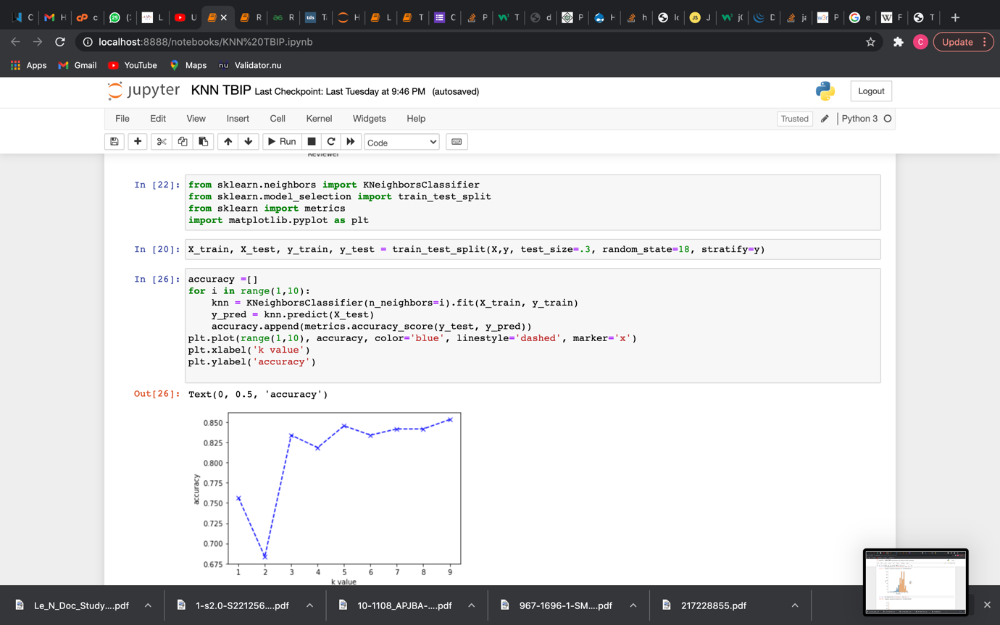 C
H
c
(2
L
U
R
R
T
H
L
T
C
P
T
d
P
H
h
lo
J
j(
D
ja
P
e
F
T
localhost:8888/notebooks/KNN%20TBIP.ipynb
C
Update
Apps
Gmail
YouTube
Maps
nu Validator.nu
jupyter KNN TBIP Last Checkpoint: Last Tuesday at 9:46 PM (autosaved)
Logout
File Edit View Insert Cell Kernel Widgets Help
Trusted
Python 3
Run
Code
Reviewer
In [22]:
from sklearn.neighbors import KNeighborsClassifier
from sklearn.model_selection import train_test_split
from sklearn import metrics
import matplotlib.pyplot as plt
In [20]:
X_train, X_test, y_train, y_test = train_test_split(X,y, test_size=.3, random_state=18, stratify=y)
In [26]:
accuracy =[]
for i in range(1,10):
    knn = KNeighborsClassifier(n_neighbors=i).fit(X_train, y_train)
    y_pred = knn.predict(X_test)
    accuracy.append(metrics.accuracy_score(y_test, y_pred))
plt.plot(range(1,10), accuracy, color='blue', linestyle='dashed', marker='x')
plt.xlabel('k value')
plt.ylabel('accuracy')
Out[26]: Text(0, 0.5, 'accuracy')
0.850
0.825
0.800
0.775
0.750
0.725
0.700
0.675
accuracy
1 2 3 4 5 6 7 8 9
k value
Le_N_Doc_Study....pdf
1-s2.0-S221256....pdf
10-1108_APJBA-....pdf
967-1696-1-SM....pdf
217228855.pdf